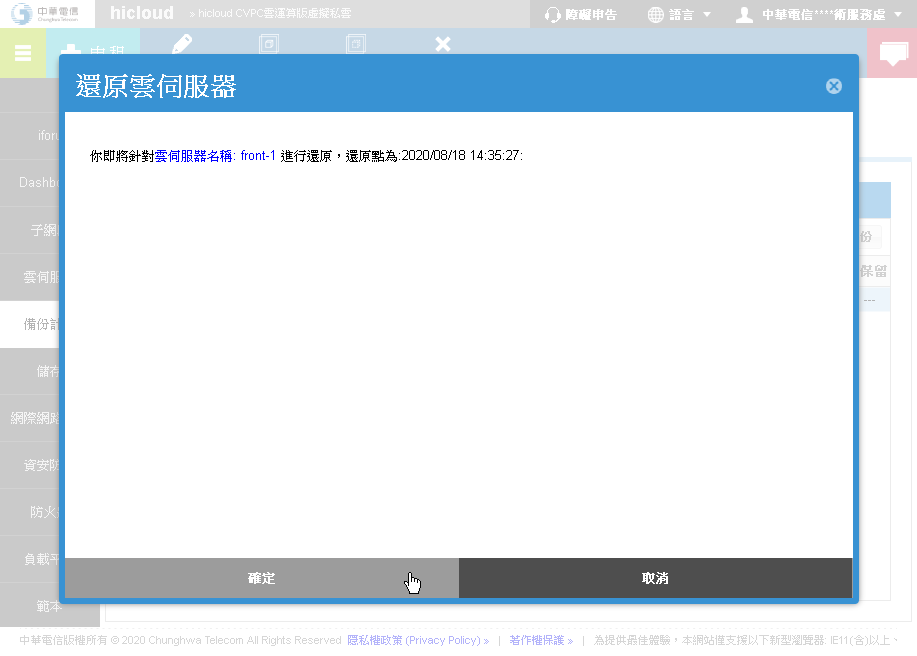 中華電信
Chunghwa Telecom
hicloud
» hicloud CVPC雲運算版虛擬私雲
障礙申告
語言
中華電信****術服務處
申租
還原雲伺服器
你即將針對雲伺服器名稱: front-1 進行還原，還原點為:2020/08/18 14:35:27:
Dashb
子網
雲伺服
備份計
儲存
網際網路
資安防
防火
負載平
範本
份
保留
---
確定
取消
中華電信版權所有 © 2020 Chunghwa Telecom All Rights Reserved. 隱私權政策 (Privacy Policy) » | 著作權保護 » | 為提供最佳體驗，本網站僅支援以下新型瀏覽器: IE11(含)以上、